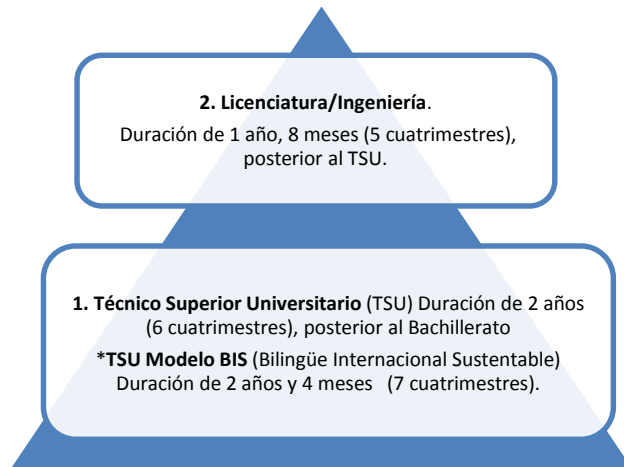 2. Licenciatura/Ingeniería.
Duración de 1 año, 8 meses (5 cuatrimestres),
posterior al TSU.
1. Técnico Superior Universitario (TSU) Duración de 2 años
(6 cuatrimestres), posterior al Bachillerato
*TSU Modelo BIS (Bilingüe Internacional Sustentable)
Duración de 2 años y 4 meses (7 cuatrimestres).